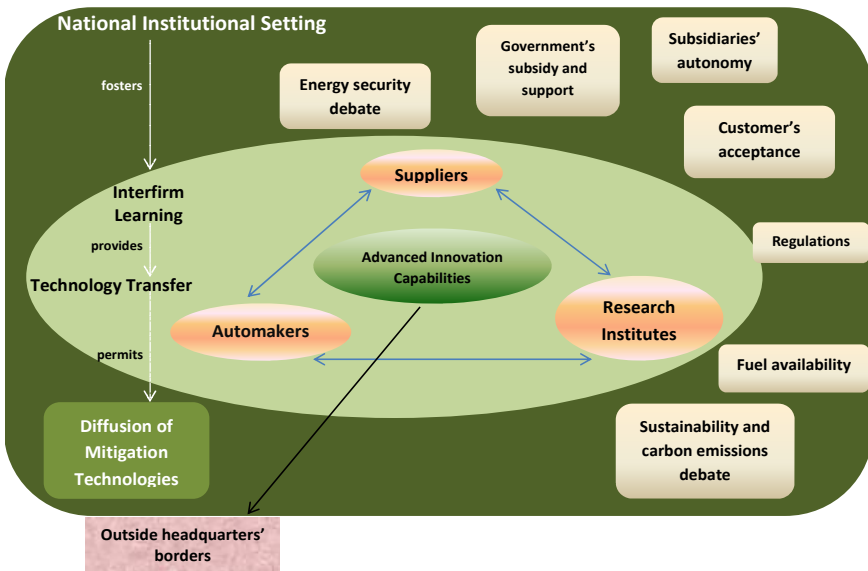 National Institutional Setting
fosters
Energy security
debate
Government’s
subsidy and
support
Subsidiaries’
autonomy
Customer’s
acceptance
Suppliers
Interfirm
Learning
provides
Technology Transfer
Advanced Innovation
Capabilities
Regulations
Automakers
Research
Institutes
permits
Fuel availability
Diffusion of
Mitigation
Technologies
Sustainability and
carbon emissions
debate
Outside headquarters’
borders